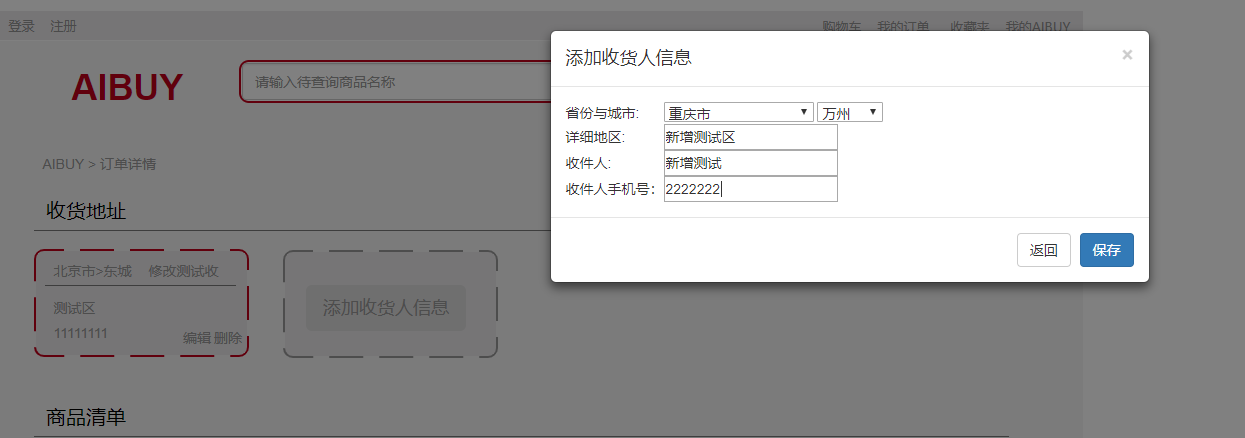 登录 注册 购物车 我的订单 收藏夹 我的AIBUY
AIBUY
请输入待查询商品名称
AIBUY > 订单详情
收货地址
北京市>东城 修改测试收
测试区
11111111
编辑 删除
添加收货人信息
商品清单
添加收货人信息 ×
省份与城市: 重庆市 万州
详细地区: 新增测试区
收件人: 新增测试
收件人手机号: 2222222
返回 保存